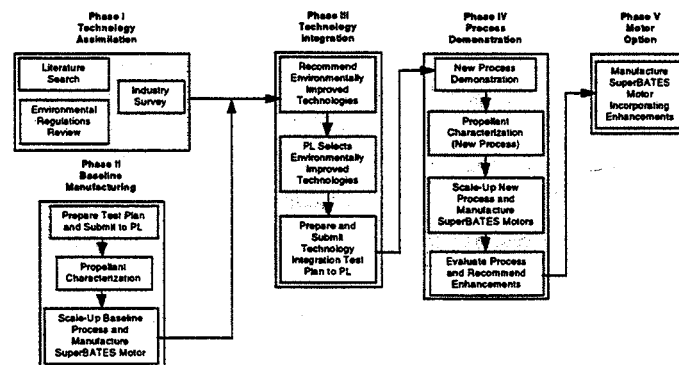 Phase I
Technology
Assimilation
Literature
Search
Environmental
Regulations
Review
Industry
Survey
Phase II
Baseline
Manufacturing
Prepare Test Plan
and Submit to PL
Propellant
Characterization
Scale-Up Baseline
Process and
Manufacture
SuperBATES Motor
Phase III
Technology
Integration
Recommend
Environmentally
Improved
Technologies
PL Selects
Environmentally
Improved
Technologies
Prepare and
Submit
Technology
Integration Test
Plan to PL
Phase IV
Process
Demonstration
New Process
Demonstration
Propellant
Characterization
(New Process)
Scale-Up New
Process and
Manufacture
SuperBATES Motors
Evaluate Process
and Recommend
Enhancements
Phase V
Motor
Option
Manufacture
SuperBATES
Motor
Incorporating
Enhancements